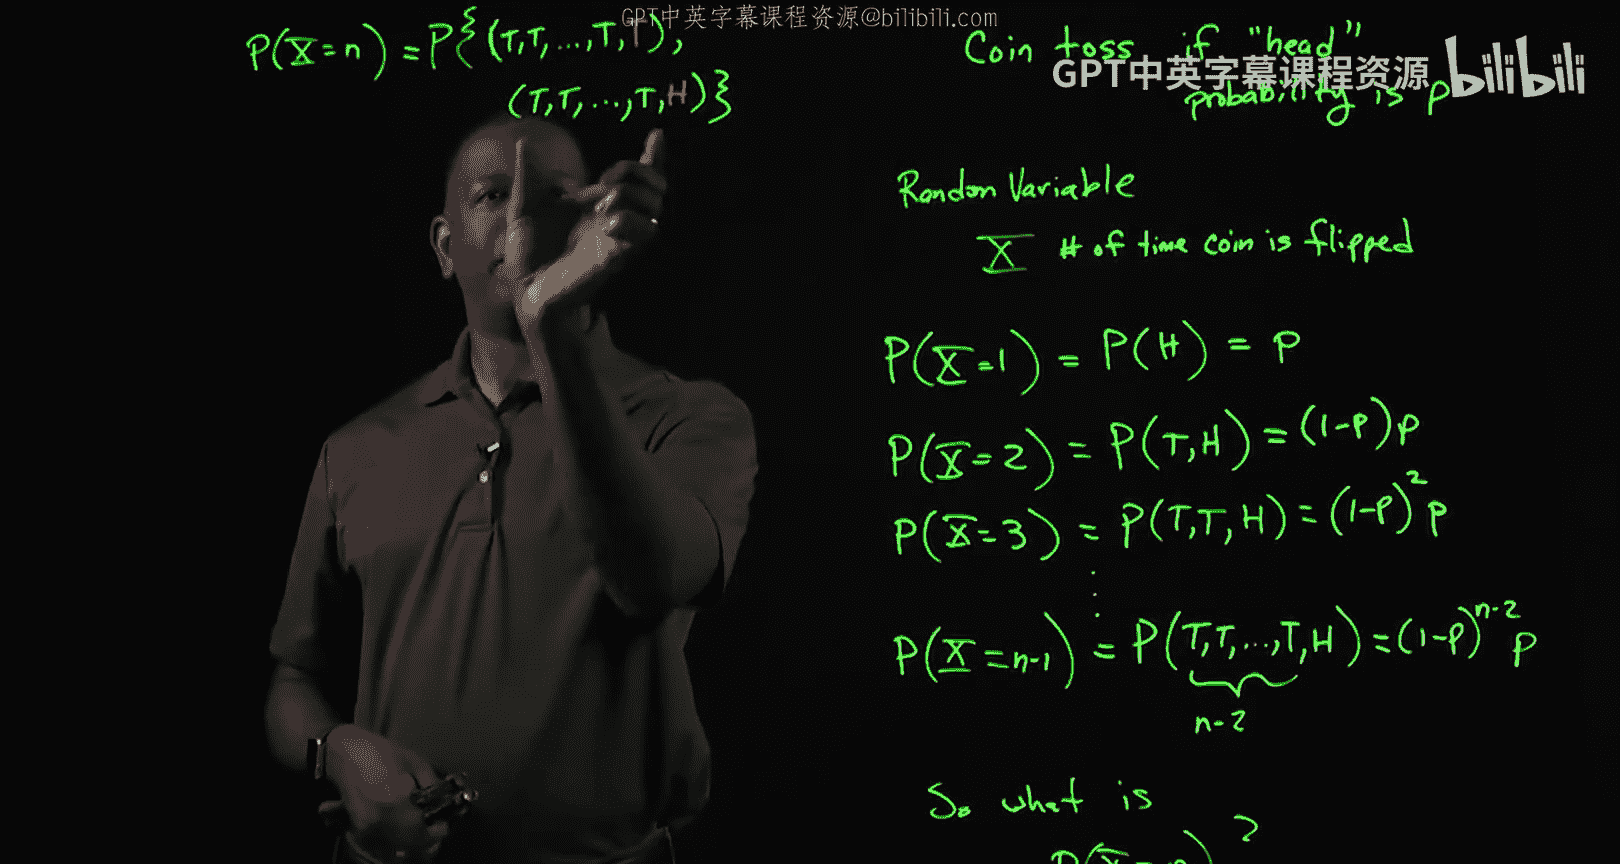 GPT中英字幕课程资源@bilibili.com
P(X=n) = P{(T,T,...,T,T),
(T,T,...,T,H)}
Coin toss if "head"
probability is p
GPT中英字幕课程资源 bilibili
Random Variable
X # of time coin is flipped
P(X=1) = P(H) = p
P(X=2) = P(T,H) = (1-p)p
P(X=3) = P(T,T,H) = (1-p)²p
⋮
P(X=n-1) = P(T,T,...,T,H) = (1-p)ⁿ⁻²p
n-2
So what is
P(X=n) ?